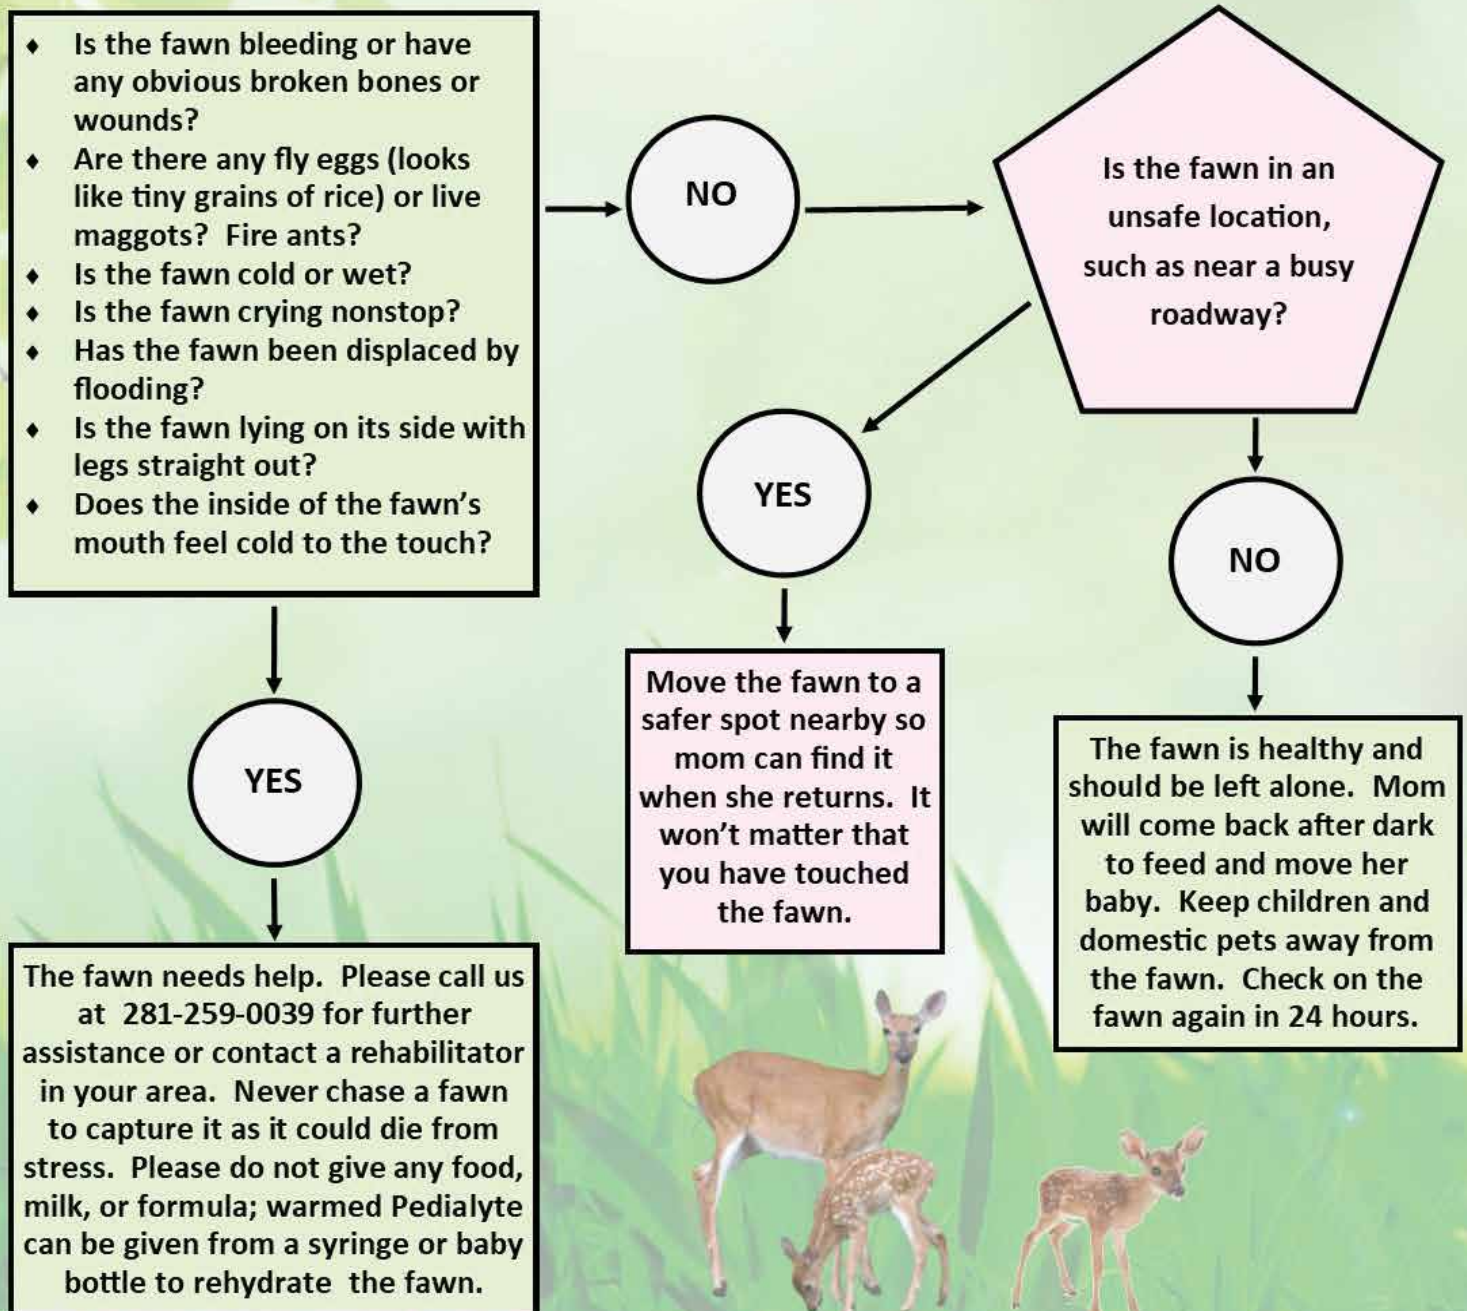 ♦ Is the fawn bleeding or have
any obvious broken bones or
wounds?
♦ Are there any fly eggs (looks
like tiny grains of rice) or live
maggots? Fire ants?
♦ Is the fawn cold or wet?
♦ Is the fawn crying nonstop?
♦ Has the fawn been displaced by
flooding?
♦ Is the fawn lying on its side with
legs straight out?
♦ Does the inside of the fawn’s
mouth feel cold to the touch?
NO
Is the fawn in an
unsafe location,
such as near a busy
roadway?
YES
Move the fawn to a
safer spot nearby so
mom can find it
when she returns. It
won’t matter that
you have touched
the fawn.
NO
The fawn is healthy and
should be left alone. Mom
will come back after dark
to feed and move her
baby. Keep children and
domestic pets away from
the fawn. Check on the
fawn again in 24 hours.
YES
The fawn needs help. Please call us
at 281-259-0039 for further
assistance or contact a rehabilitator
in your area. Never chase a fawn
to capture it as it could die from
stress. Please do not give any food,
milk, or formula; warmed Pedialyte
can be given from a syringe or baby
bottle to rehydrate the fawn.